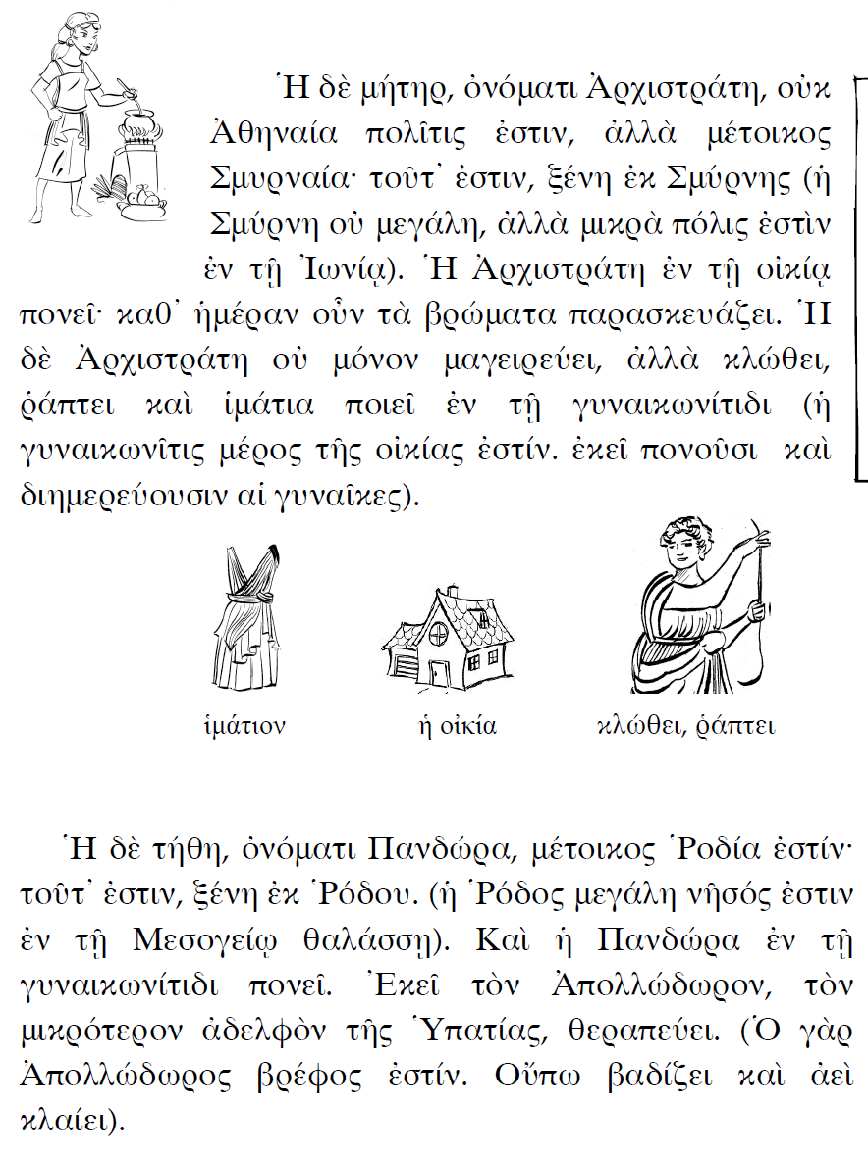 Ἡ δὲ μήτηρ, ὀνόματι Ἀρχιστράτη, οὐκ
Ἀθηναία πολῖτις ἐστιν, ἀλλὰ μέτοικος
Σμυρναία· τοῦτ᾽ ἐστιν, ξένη ἐκ Σμύρνης (ἡ
Σμύρνη οὐ μεγάλη, ἀλλὰ μικρὰ πόλις ἐστὶν
ἐν τῇ Ἰωνίᾳ). Ἡ Ἀρχιστράτη ἐν τῇ οἰκίᾳ
πονεῖ· καθ᾽ ἡμέραν οὖν τὰ βρώματα παρασκευάζει. Ἡ
δὲ Ἀρχιστράτη οὐ μόνον μαγειρεύει, ἀλλὰ κλώθει,
ῥάπτει καὶ ἱμάτια ποιεῖ ἐν τῇ γυναικωνίτιδι (ἡ
γυναικωνῖτις μέρος τῆς οἰκίας ἐστίν. ἐκεῖ πονοῦσι καὶ
διημερεύουσιν αἱ γυναῖκες).
ἱμάτιον
ἡ οἰκία
κλώθει, ῥάπτει
Ἡ δὲ τήθη, ὀνόματι Πανδώρα, μέτοικος Ῥοδία ἐστίν·
τοῦτ᾽ ἐστιν, ξένη ἐκ Ῥόδου. (ἡ Ῥόδος μεγάλη νῆσός ἐστιν
ἐν τῇ Μεσογείῳ θαλάσσῃ). Καὶ ἡ Πανδώρα ἐν τῇ
γυναικωνίτιδι πονεῖ. Ἐκεῖ τὸν Ἀπολλώδωρον, τὸν
μικρότερον ἀδελφὸν τῆς Ὑπατίας, θεραπεύει. (Ὁ γὰρ
Ἀπολλώδωρος βρέφος ἐστίν. Οὔπω βαδίζει καὶ ἀεὶ
κλαίει).